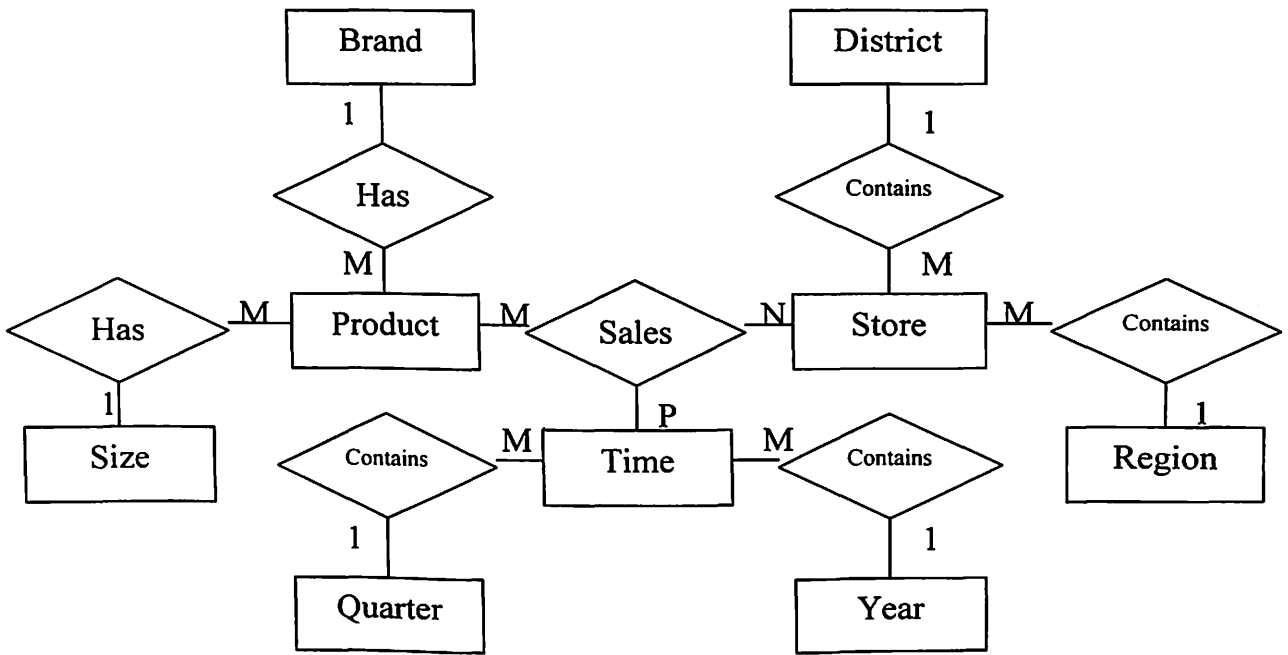 Brand
District
1
1
Has
Contains
M
M
Has
M
Product
M
Sales
N
Store
M
Contains
1
P
1
Size
Contains
M
Time
M
Contains
Region
1
1
Quarter
Year